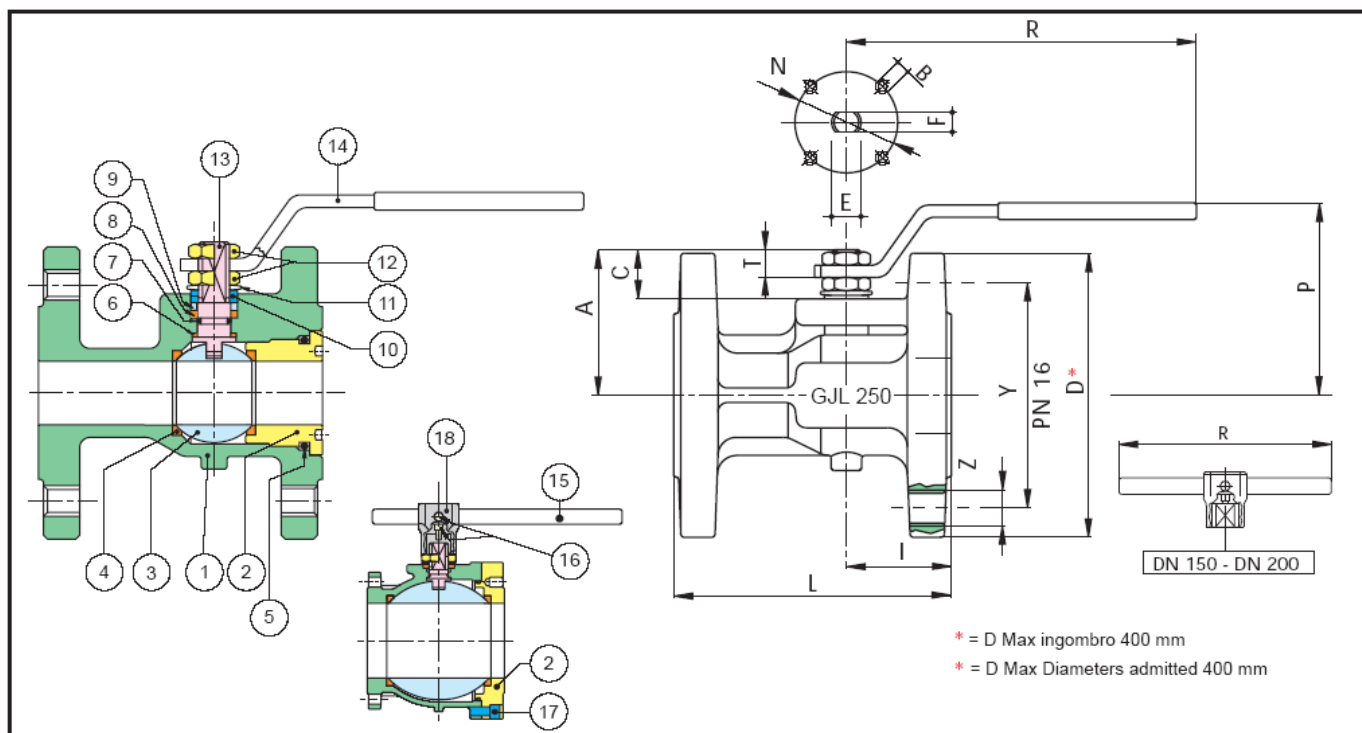 R
N
B
F
E
13
14
9
8
7
6
12
11
10
4
3
1
2
5
18
15
16
2
17
A
C
T
P
GJL 250
Y
PN 16
D*
Z
I
L
R
DN 150 - DN 200
* = D Max ingombro 400 mm
* = D Max Diameters admitted 400 mm